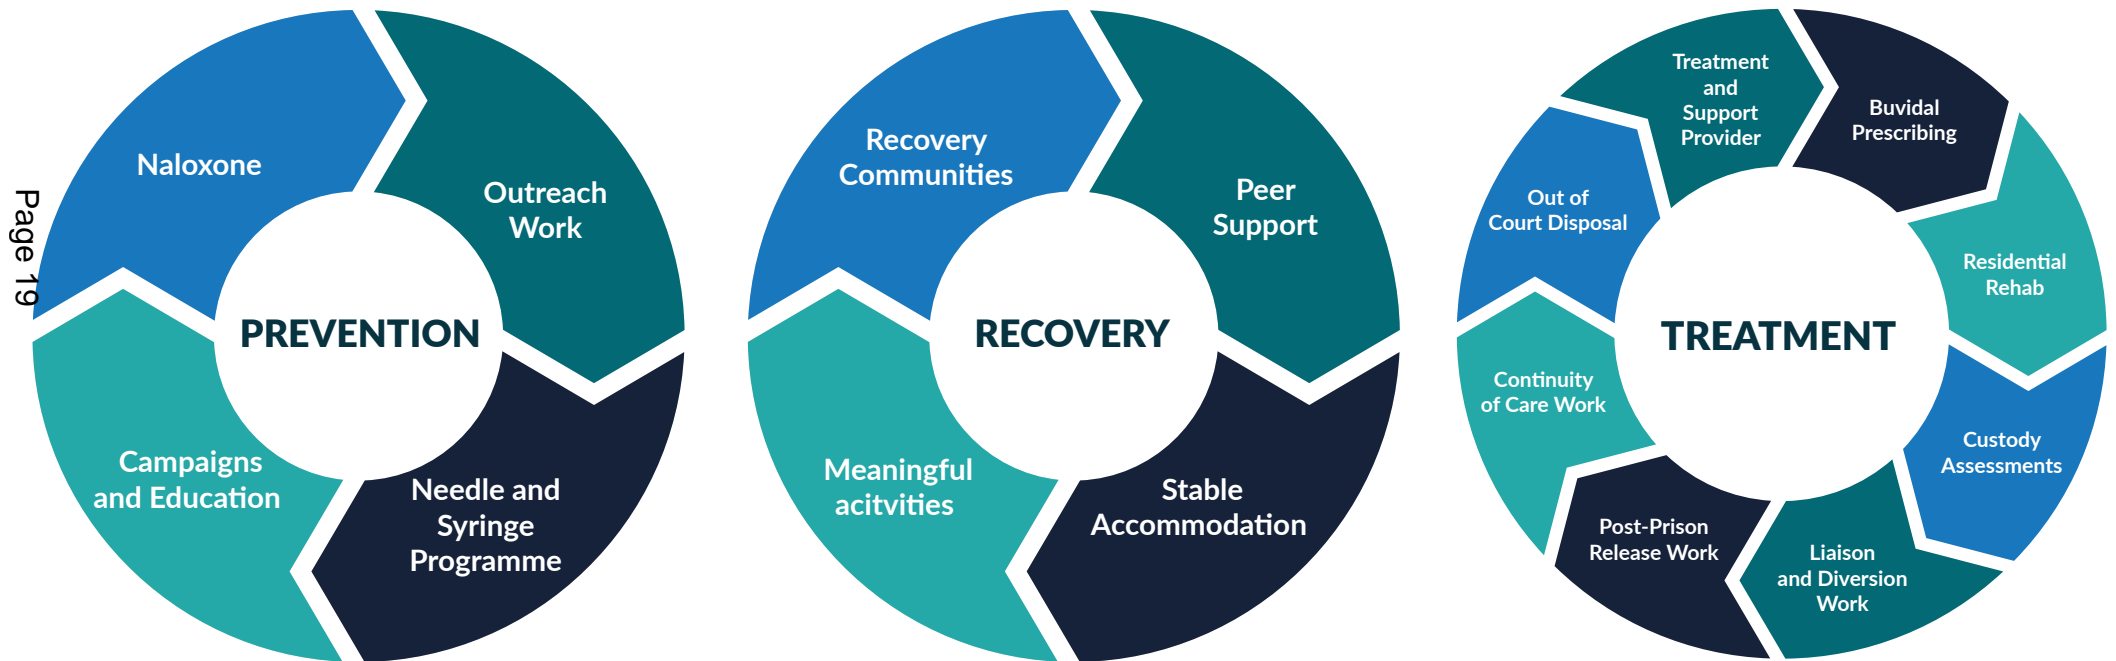 Page 19
Naloxone
Outreach
Work
PREVENTION
Campaigns
and Education
Needle and
Syringe
Programme
Recovery
Communities
Peer
Support
RECOVERY
Meaningful
acitvities
Stable
Accommodation
Treatment
and
Support
Provider
Buvidal
Prescribing
Out of
Court Disposal
Residential
Rehab
TREATMENT
Continuity
of Care Work
Custody
Assessments
Post-Prison
Release Work
Liaison
and Diversion
Work